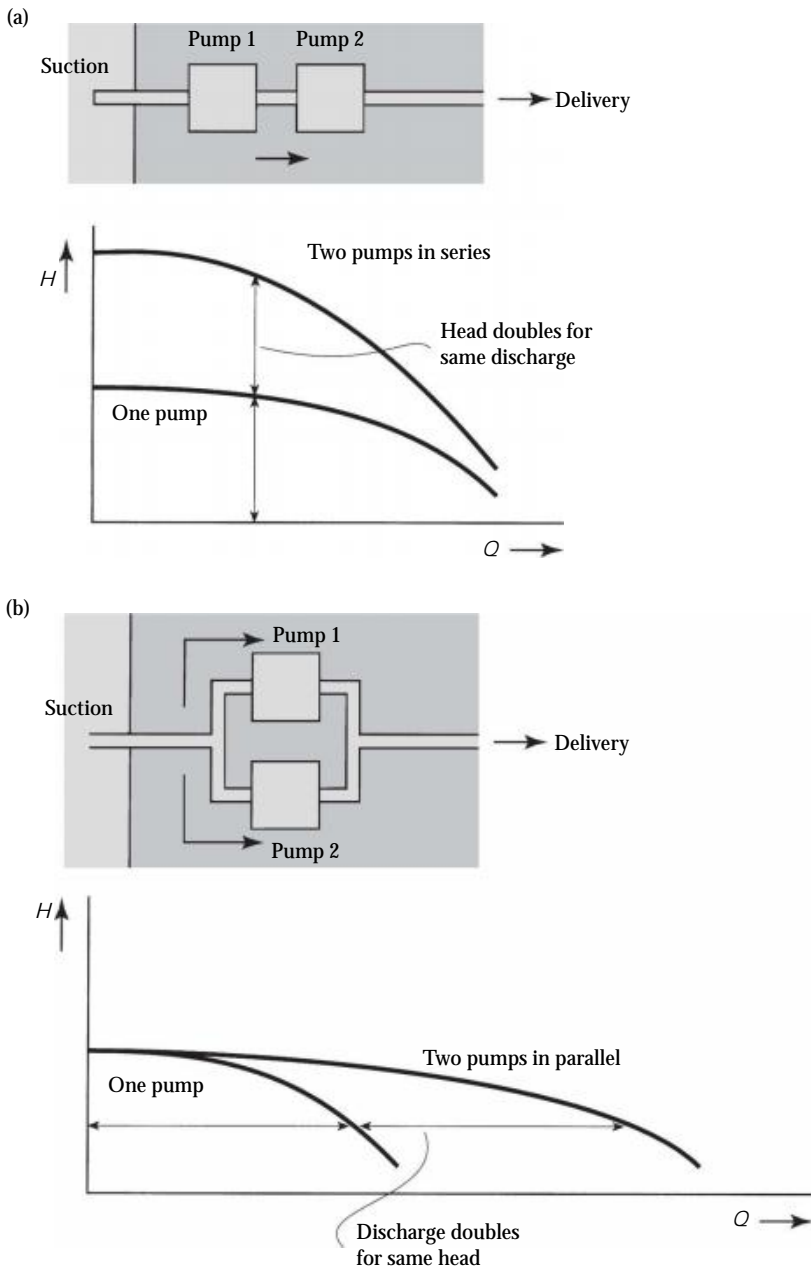 (a)
Pump 1 Pump 2
Suction
Delivery
H
Two pumps in series
Head doubles for
same discharge
One pump
Q
(b)
Pump 1
Suction
Delivery
Pump 2
H
Two pumps in parallel
One pump
Q
Discharge doubles
for same head